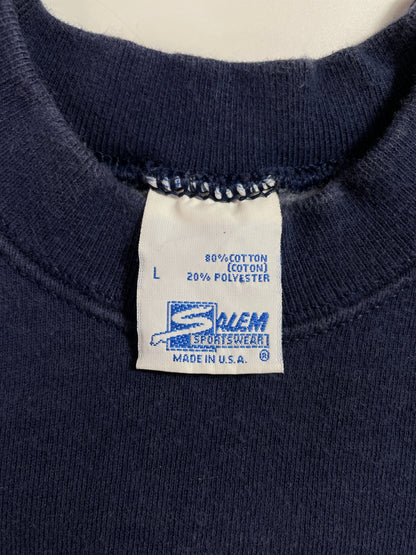 80% COTTON
(COTON)
L 20% POLYESTER
SALEM
SPORTSWEAR
MADE IN U.S.A. ®